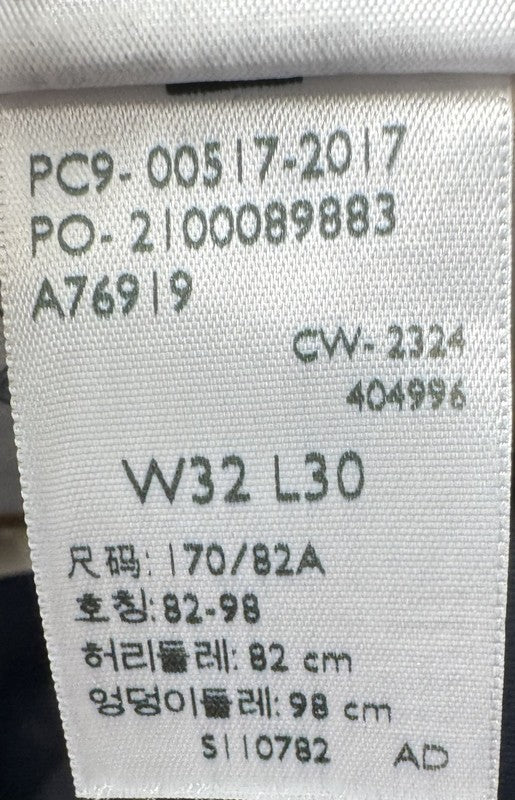 PC9-00517-2017
PO-2100089883
A76919
CW-2324
404996
W32 L30
尺码: 170/82A
호칭: 82-98
허리둘레: 82 cm
엉덩이둘레: 98 cm
S110782 AD